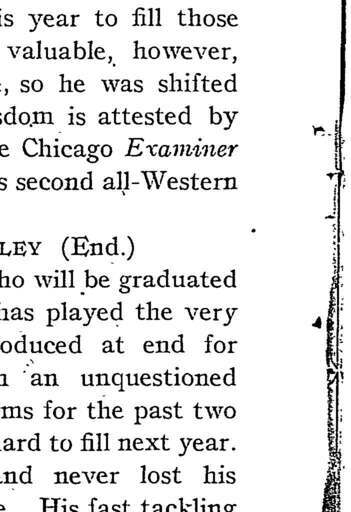 is year to fill those
valuable, however,
, so he was shifted
sdom is attested by
e Chicago Examiner
s second all-Western
LEY (End.)
ho will be graduated
has played the very
oduced at end for
n an unquestioned
ms for the past two
ard to fill next year.
and never lost his
e. His fast tackling